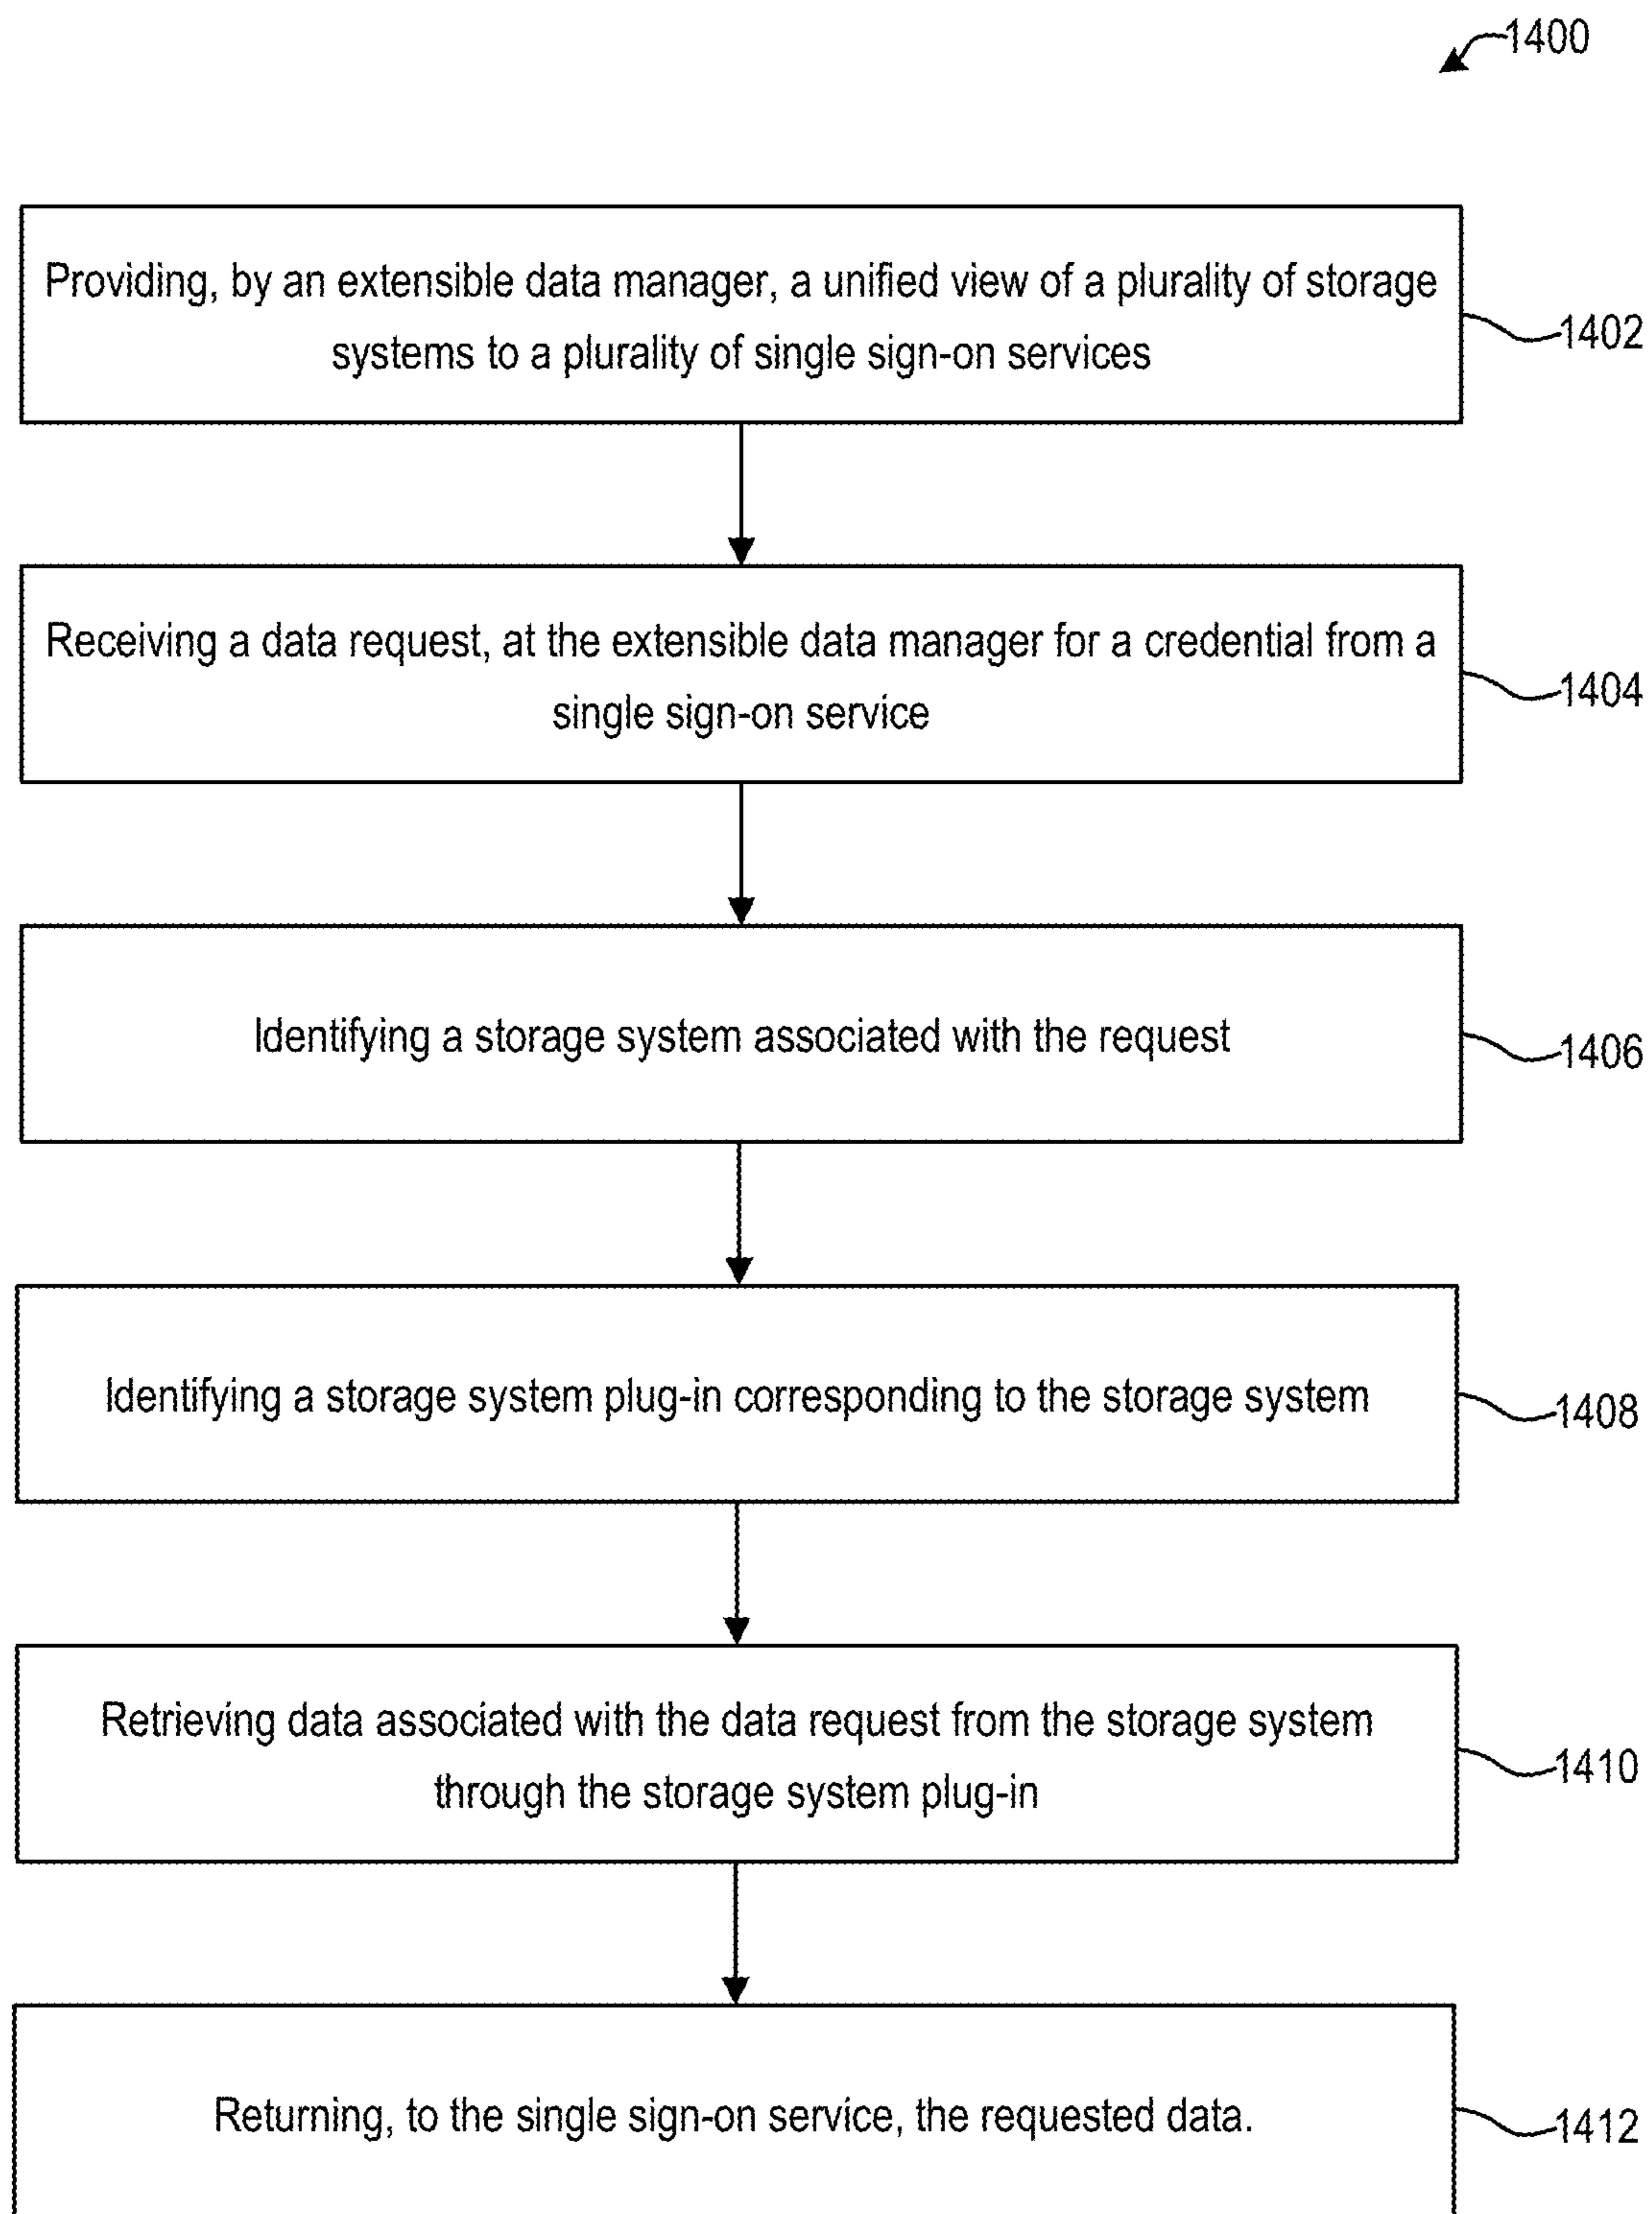 1400
Providing, by an extensible data manager, a unified view of a plurality of storage
systems to a plurality of single sign-on services
1402
Receiving a data request, at the extensible data manager for a credential from a
single sign-on service
1404
Identifying a storage system associated with the request
1406
Identifying a storage system plug-in corresponding to the storage system
1408
Retrieving data associated with the data request from the storage system
through the storage system plug-in
1410
Returning, to the single sign-on service, the requested data.
1412